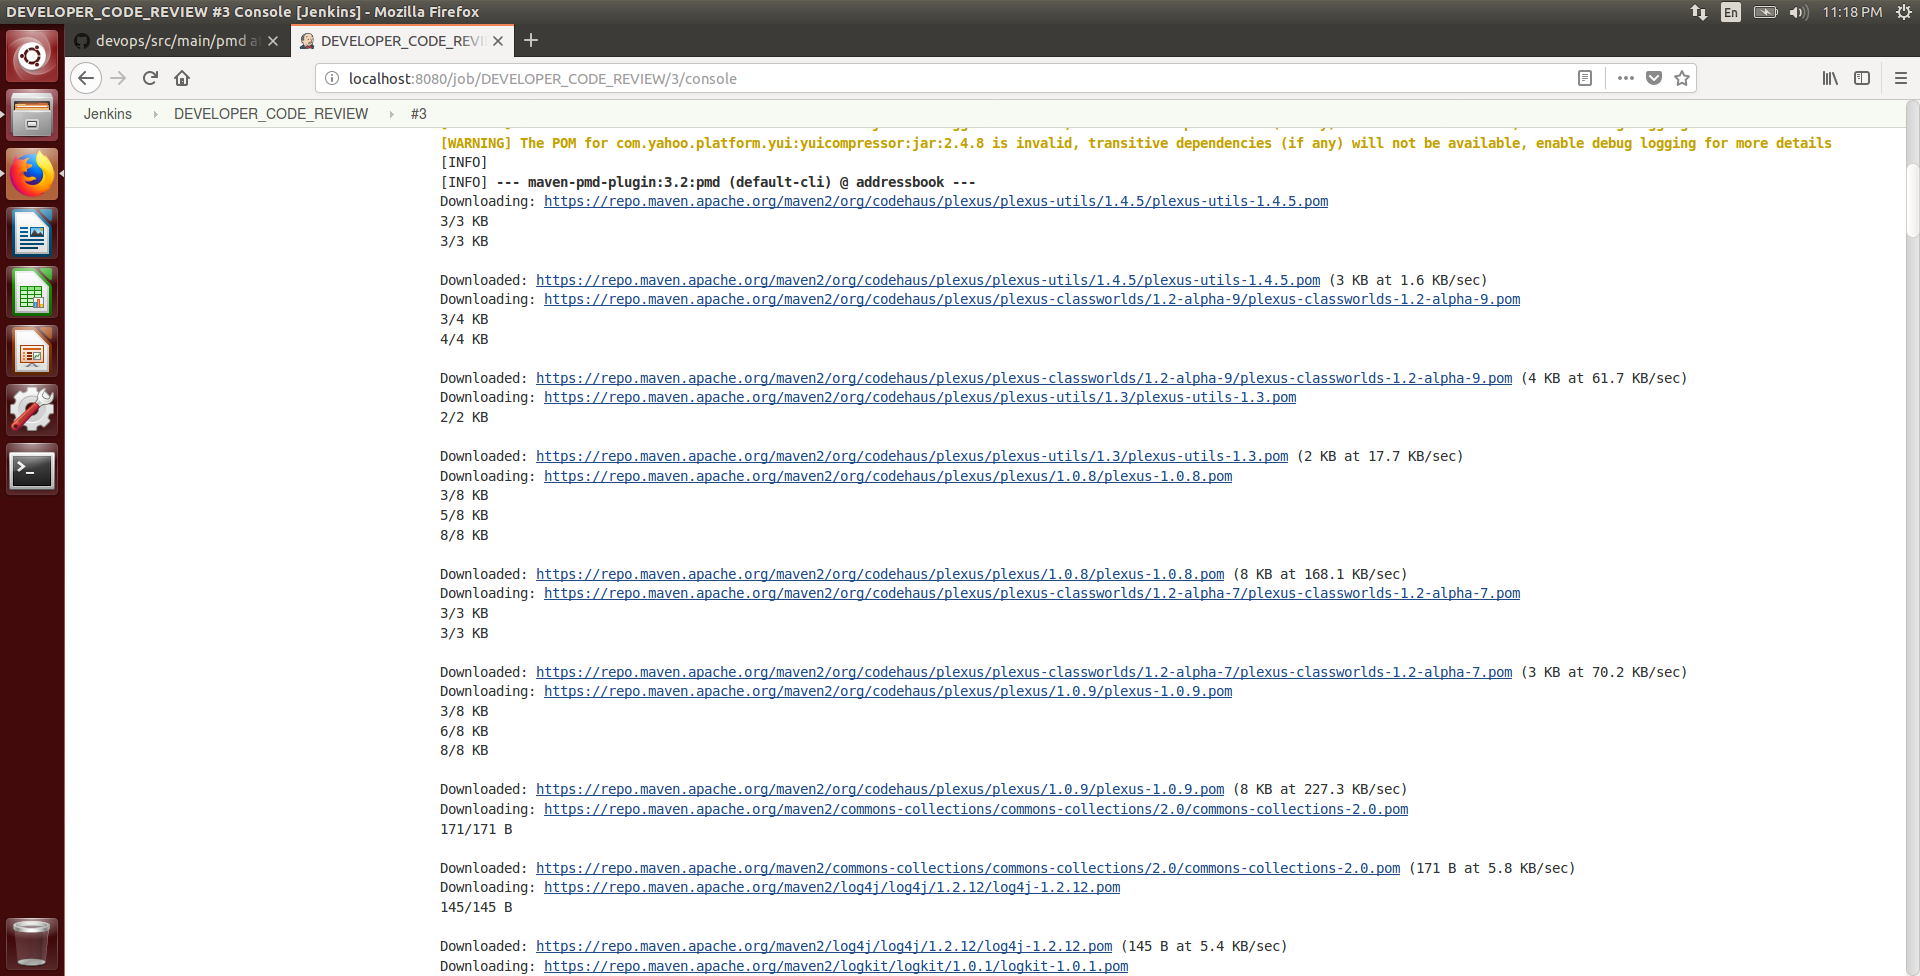 DEVELOPER_CODE_REVIEW #3 Console [Jenkins] - Mozilla Firefox
En
11:18 PM
devops/src/main/pmd a
DEVELOPER_CODE_REVI
localhost:8080/job/DEVELOPER_CODE_REVIEW/3/console
Jenkins
DEVELOPER_CODE_REVIEW
#3
[WARNING] The POM for com.yahoo.platform.yui:yuicompressor:jar:2.4.8 is invalid, transitive dependencies (if any) will not be available, enable debug logging for more details
[INFO]
[INFO] --- maven-pmd-plugin:3.2:pmd (default-cli) @ addressbook ---
Downloading: https://repo.maven.apache.org/maven2/org/codehaus/plexus/plexus-utils/1.4.5/plexus-utils-1.4.5.pom
3/3 KB
3/3 KB
Downloaded: https://repo.maven.apache.org/maven2/org/codehaus/plexus/plexus-utils/1.4.5/plexus-utils-1.4.5.pom (3 KB at 1.6 KB/sec)
Downloading: https://repo.maven.apache.org/maven2/org/codehaus/plexus/plexus-classworlds/1.2-alpha-9/plexus-classworlds-1.2-alpha-9.pom
3/4 KB
4/4 KB
Downloaded: https://repo.maven.apache.org/maven2/org/codehaus/plexus/plexus-classworlds/1.2-alpha-9/plexus-classworlds-1.2-alpha-9.pom (4 KB at 61.7 KB/sec)
Downloading: https://repo.maven.apache.org/maven2/org/codehaus/plexus/plexus-utils/1.3/plexus-utils-1.3.pom
2/2 KB
Downloaded: https://repo.maven.apache.org/maven2/org/codehaus/plexus/plexus-utils/1.3/plexus-utils-1.3.pom (2 KB at 17.7 KB/sec)
Downloading: https://repo.maven.apache.org/maven2/org/codehaus/plexus/plexus/1.0.8/plexus-1.0.8.pom
3/8 KB
5/8 KB
8/8 KB
Downloaded: https://repo.maven.apache.org/maven2/org/codehaus/plexus/plexus/1.0.8/plexus-1.0.8.pom (8 KB at 168.1 KB/sec)
Downloading: https://repo.maven.apache.org/maven2/org/codehaus/plexus/plexus-classworlds/1.2-alpha-7/plexus-classworlds-1.2-alpha-7.pom
3/3 KB
3/3 KB
Downloaded: https://repo.maven.apache.org/maven2/org/codehaus/plexus/plexus-classworlds/1.2-alpha-7/plexus-classworlds-1.2-alpha-7.pom (3 KB at 70.2 KB/sec)
Downloading: https://repo.maven.apache.org/maven2/org/codehaus/plexus/plexus/1.0.9/plexus-1.0.9.pom
3/8 KB
6/8 KB
8/8 KB
Downloaded: https://repo.maven.apache.org/maven2/org/codehaus/plexus/plexus/1.0.9/plexus-1.0.9.pom (8 KB at 227.3 KB/sec)
Downloading: https://repo.maven.apache.org/maven2/commons-collections/commons-collections/2.0/commons-collections-2.0.pom
171/171 B
Downloaded: https://repo.maven.apache.org/maven2/commons-collections/commons-collections/2.0/commons-collections-2.0.pom (171 B at 5.8 KB/sec)
Downloading: https://repo.maven.apache.org/maven2/log4j/log4j/1.2.12/log4j-1.2.12.pom
145/145 B
Downloaded: https://repo.maven.apache.org/maven2/log4j/log4j/1.2.12/log4j-1.2.12.pom (145 B at 5.4 KB/sec)
Downloading: https://repo.maven.apache.org/maven2/logkit/logkit/1.0.1/logkit-1.0.1.pom